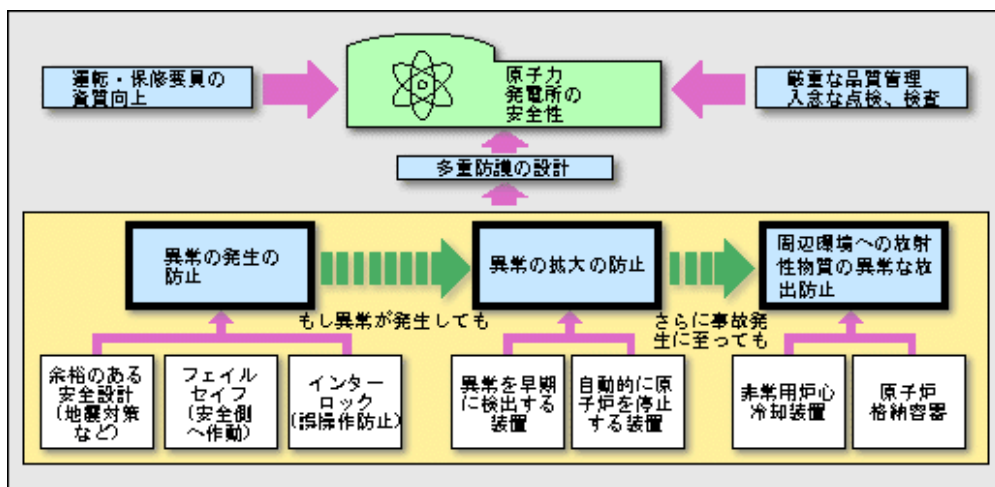 運転・保修要員の
資質向上
原子力
発電所の
安全性
厳重な品質管理
入念な点検、検査
多重防護の設計
異常の発生の
防止
異常の拡大の防止
周辺環境への放射
性物質の異常な放
出防止
もし異常が発生しても
さらに事故発
生に至っても
余裕のある
安全設計
(地震対策
など)
フェイル
セイフ
(安全側
へ作動)
インター
ロック
(誤操作防止)
異常を早期
に検出する
装置
自動的に原
子炉を停止
する装置
非常用炉心
冷却装置
原子炉
格納容器